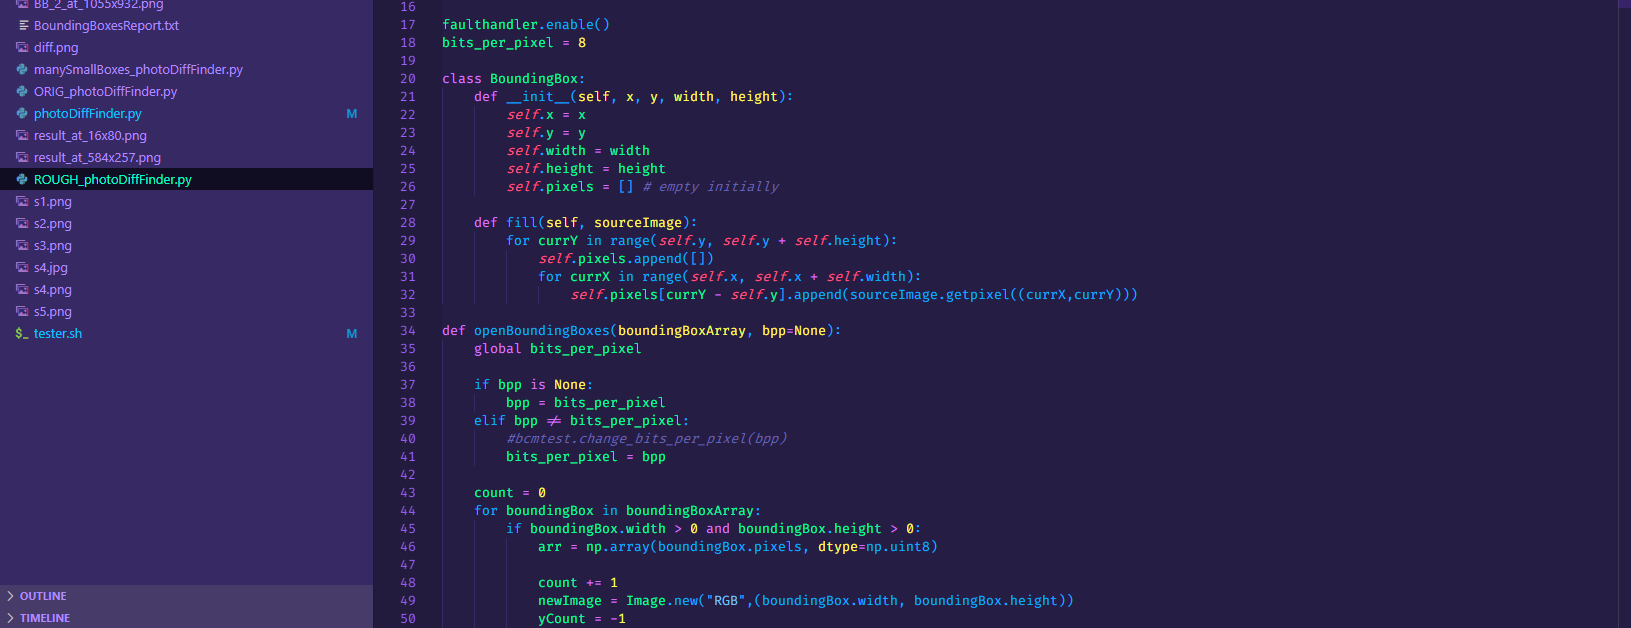 BB_2_at_1055x932.png
BoundingBoxesReport.txt
diff.png
manySmallBoxes_photoDiffFinder.py
ORIG_photoDiffFinder.py
photoDiffFinder.py M
result_at_16x80.png
result_at_584x257.png
ROUGH_photoDiffFinder.py
s1.png
s2.png
s3.png
s4.jpg
s4.png
s5.png
$_ tester.sh M
OUTLINE
TIMELINE
16
17 faulthandler.enable()
18 bits_per_pixel = 8
19
20 class BoundingBox:
21 def __init__(self, x, y, width, height):
22 self.x = x
23 self.y = y
24 self.width = width
25 self.height = height
26 self.pixels = [] # empty initially
27
28 def fill(self, sourceImage):
29 for currY in range(self.y, self.y + self.height):
30 self.pixels.append([])
31 for currX in range(self.x, self.x + self.width):
32 self.pixels[currY - self.y].append(sourceImage.getpixel((currX,currY)))
33
34 def openBoundingBoxes(boundingBoxArray, bpp=None):
35 global bits_per_pixel
36
37 if bpp is None:
38 bpp = bits_per_pixel
39 elif bpp ≠ bits_per_pixel:
40 #bcmtest.change_bits_per_pixel(bpp)
41 bits_per_pixel = bpp
42
43 count = 0
44 for boundingBox in boundingBoxArray:
45 if boundingBox.width > 0 and boundingBox.height > 0:
46 arr = np.array(boundingBox.pixels, dtype=np.uint8)
47
48 count += 1
49 newImage = Image.new("RGB",(boundingBox.width, boundingBox.height))
50 yCount = -1